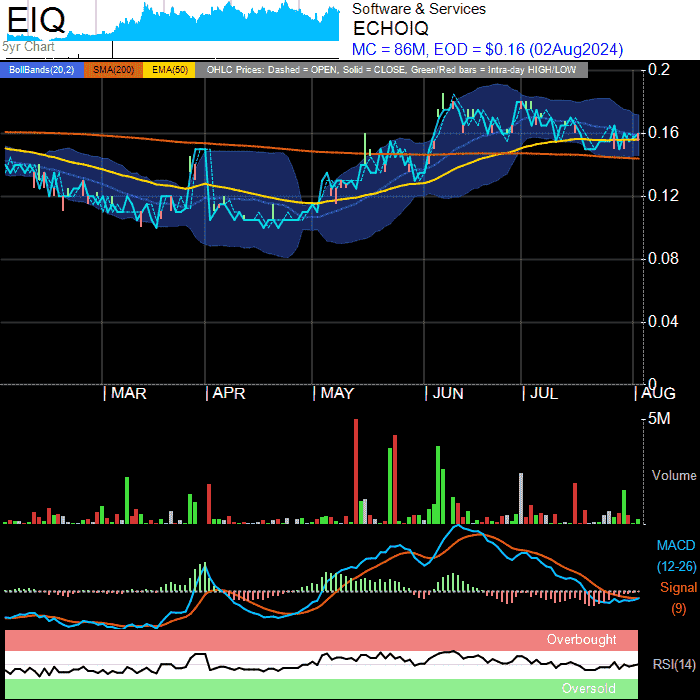 EIQ
5yr Chart
Software & Services
ECHOIQ
MC = 86M, EOD = $0.16 (02Aug2024)
BollBands(20,2) SMA(200) EMA(50) OHLC Prices: Dashed = OPEN, Solid = CLOSE, Green/Red bars = Intra-day HIGH/LOW
0.2
0.16
0.12
0.08
0.04
0
| MAR | APR | MAY | JUN | JUL | AUG
5M
Volume
MACD
(12-26)
Signal
(9)
Overbought
RSI(14)
Oversold